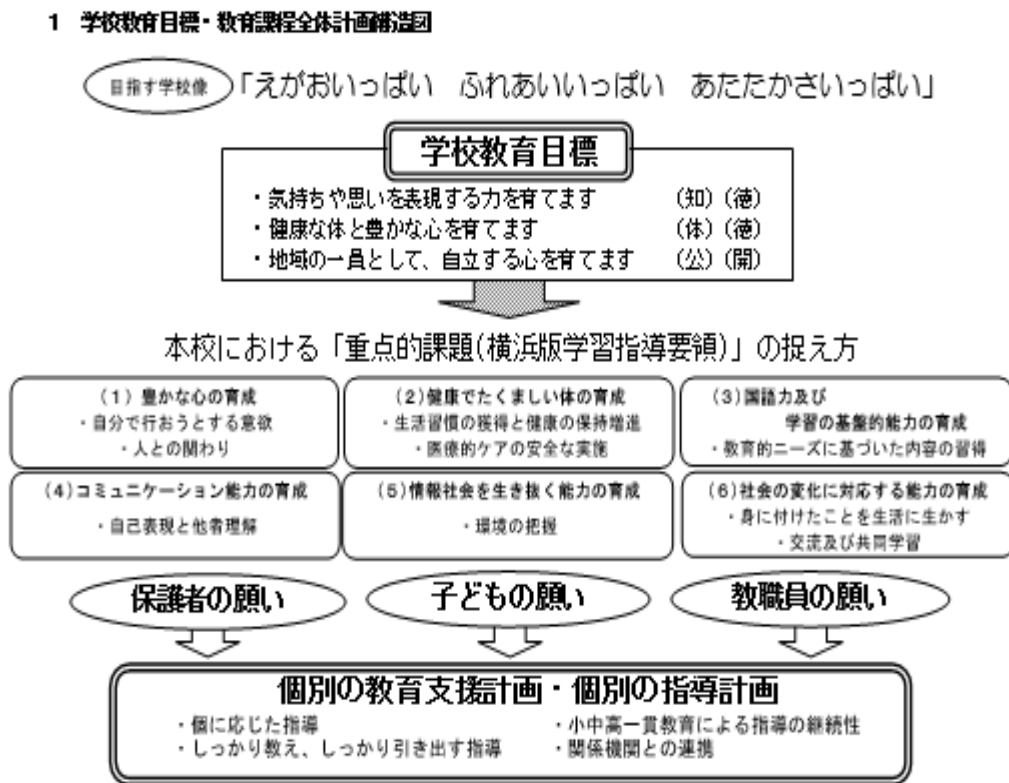 1 学校教育目標・教育課程全体計画構造図
目指す学校像 「えがおいっぱい ふれあいいっぱい あたたかさいっぱい」
学校教育目標
・気持ちや思いを表現する力を育てます (知)(徳)
・健康な体と豊かな心を育てます (体)(徳)
・地域の一員として、自立する心を育てます (公)(開)
本校における「重点的課題(横浜版学習指導要領)」の捉え方
(1) 豊かな心の育成
・自分で行おうとする意欲
・人との関わり
(2)健康でたくましい体の育成
・生活習慣の獲得と健康の保持増進
・医療的ケアの安全な実施
(3)国語力及び
学習の基盤的能力の育成
・教育的ニーズに基づいた内容の習得
(4)コミュニケーション能力の育成
・自己表現と他者理解
(5)情報社会を生き抜く能力の育成
・環境の把握
(6)社会の変化に対応する能力の育成
・身に付けたことを生活に生かす
・交流及び共同学習
保護者の願い
子どもの願い
教職員の願い
個別の教育支援計画・個別の指導計画
・個に応じた指導
・しっかり教え、しっかり引き出す指導
・小中高一貫教育による指導の継続性
・関係機関との連携